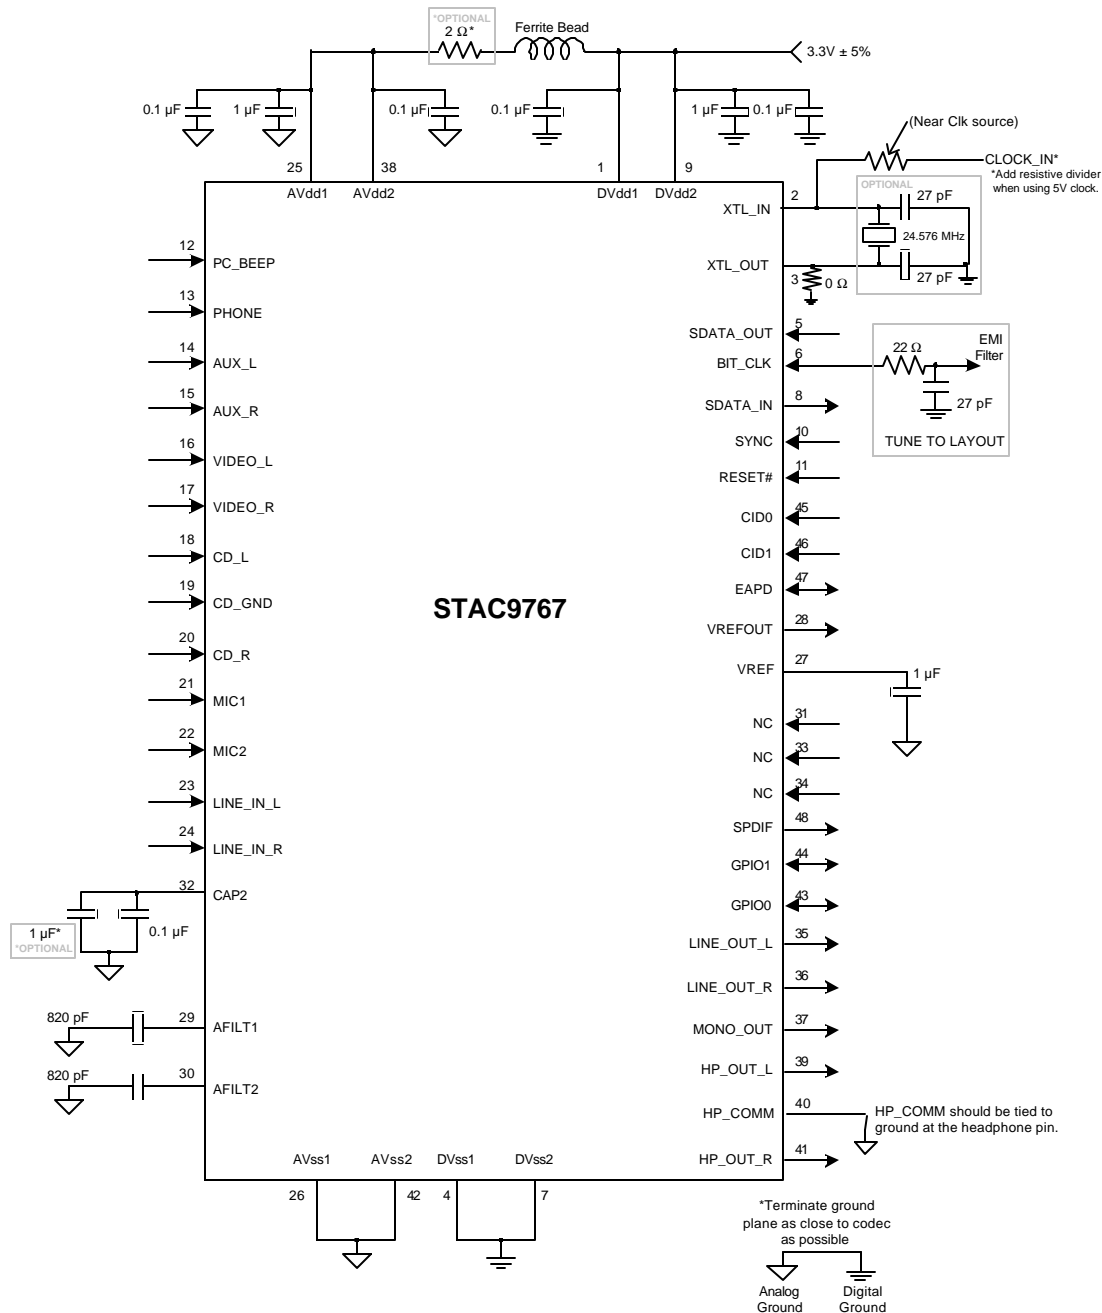 *OPTIONAL
2 Ω*
Ferrite Bead
3.3V ± 5%
0.1 µF
1 µF
0.1 µF
0.1 µF
1 µF
0.1 µF
(Near Clk source)
CLOCK_IN*
*Add resistive divider
when using 5V clock.
25
38
1
9
AVdd1
AVdd2
DVdd1
DVdd2
OPTIONAL
2
XTL_IN
27 pF
24.576 MHz
XTL_OUT
3
0 Ω
27 pF
12
PC_BEEP
13
PHONE
14
AUX_L
15
AUX_R
16
VIDEO_L
17
VIDEO_R
18
CD_L
19
CD_GND
20
CD_R
21
MIC1
22
MIC2
23
LINE_IN_L
24
LINE_IN_R
32
CAP2
1 µF*
*OPTIONAL
0.1 µF
820 pF
29
AFILT1
820 pF
30
AFILT2
STAC9767
SDATA_OUT
5
BIT_CLK
6
22 Ω
EMI
Filter
27 pF
TUNE TO LAYOUT
SDATA_IN
8
SYNC
10
RESET#
11
CID0
45
CID1
46
EAPD
47
VREFOUT
28
VREF
27
1 µF
NC
31
NC
33
NC
34
SPDIF
48
GPIO1
44
GPIO0
43
LINE_OUT_L
35
LINE_OUT_R
36
MONO_OUT
37
HP_OUT_L
39
HP_COMM
40
HP_COMM should be tied to
ground at the headphone pin.
HP_OUT_R
41
AVss1
AVss2
DVss1
DVss2
26
42
4
7
*Terminate ground
plane as close to codec
as possible
Analog
Ground
Digital
Ground